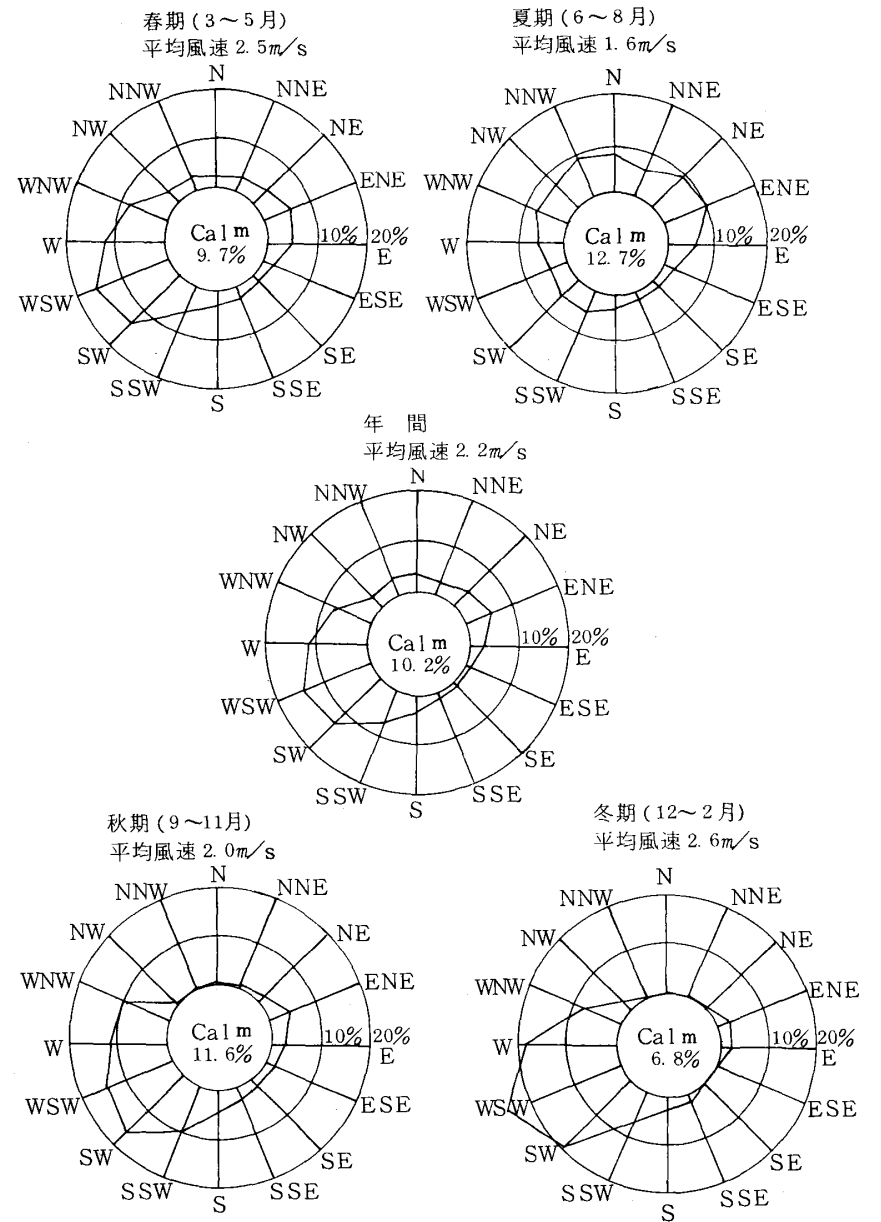 春期(3～5月)
平均風速2.5m/s
N
NNE
NE
ENE
10% 20%
E
ESE
SE
SSE
S
SSW
SW
WSW
W
WNW
NW
NNW
Calm
9.7%
夏期(6～8月)
平均風速1.6m/s
N
NNE
NE
ENE
10% 20%
E
ESE
SE
SSE
S
SSW
SW
WSW
W
WNW
NW
NNW
Calm
12.7%
年 間
平均風速2.2m/s
N
NNE
NE
ENE
10% 20%
E
ESE
SE
SSE
S
SSW
SW
WSW
W
WNW
NW
NNW
Calm
10.2%
秋期(9～11月)
平均風速2.0m/s
N
NNE
NE
ENE
10% 20%
E
ESE
SE
SSE
S
SSW
SW
WSW
W
WNW
NW
NNW
Calm
11.6%
冬期(12～2月)
平均風速2.6m/s
N
NNE
NE
ENE
10% 20%
E
ESE
SE
SSE
S
SSW
SW
WSW
W
WNW
NW
NNW
Calm
6.8%